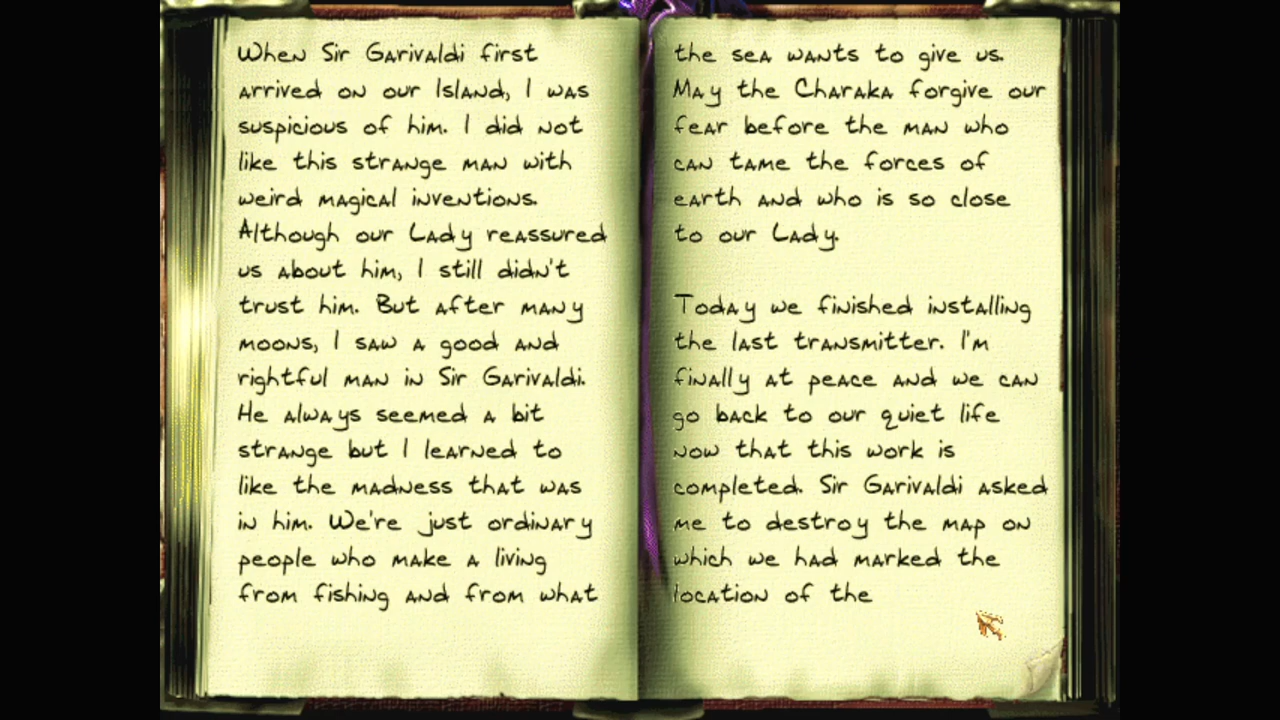 When Sir Garivaldi first
arrived on our Island, I was
suspicious of him. I did not
like this strange man with
weird magical inventions.
Although our Lady reassured
us about him, I still didn't
trust him. But after many
moons, I saw a good and
rightful man in Sir Garivaldi.
He always seemed a bit
strange but I learned to
like the madness that was
in him. We're just ordinary
people who make a living
from fishing and from what
the sea wants to give us.
May the Charaka forgive our
fear before the man who
can tame the forces of
earth and who is so close
to our Lady.
Today we finished installing
the last transmitter. I'm
finally at peace and we can
go back to our quiet life
now that this work is
completed. Sir Garivaldi asked
me to destroy the map on
which we had marked the
location of the